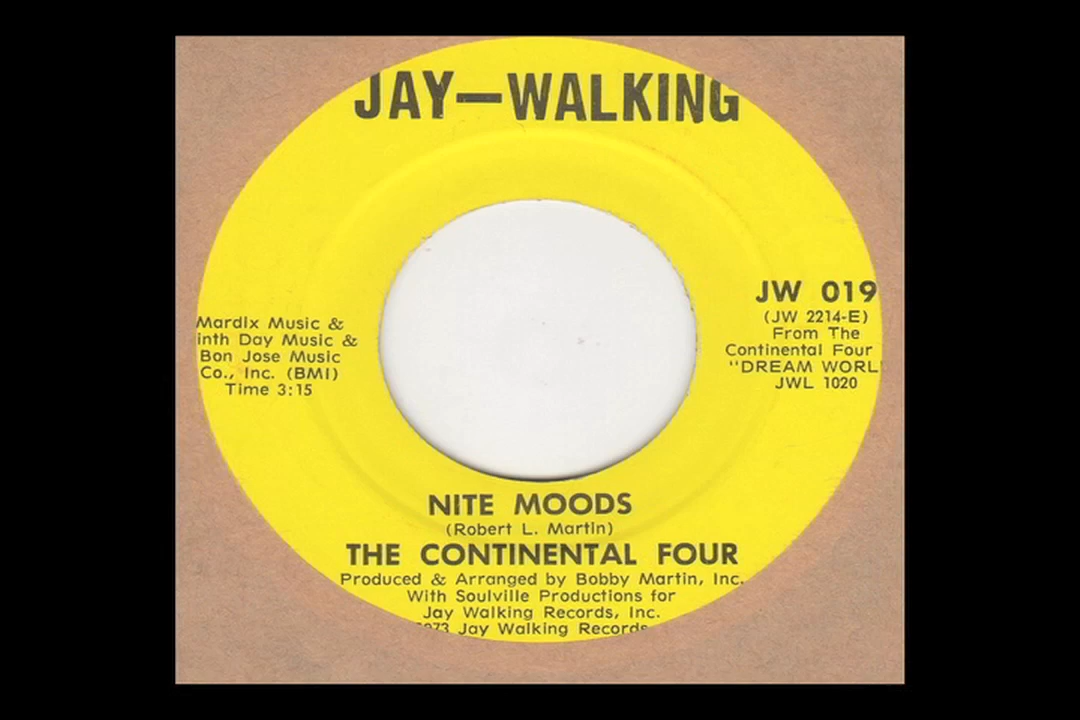 JAY—WALKING
Mardix Music &
inth Day Music &
Bon Jose Music
Co., Inc. (BMI)
Time 3:15
JW 019
(JW 2214-E)
From The
Continental Four
"DREAM WORL
JWL 1020
NITE MOODS
(Robert L. Martin)
THE CONTINENTAL FOUR
Produced & Arranged by Bobby Martin, Inc.
With Soulville Productions for
Jay Walking Records, Inc.
973 Jay Walking Records